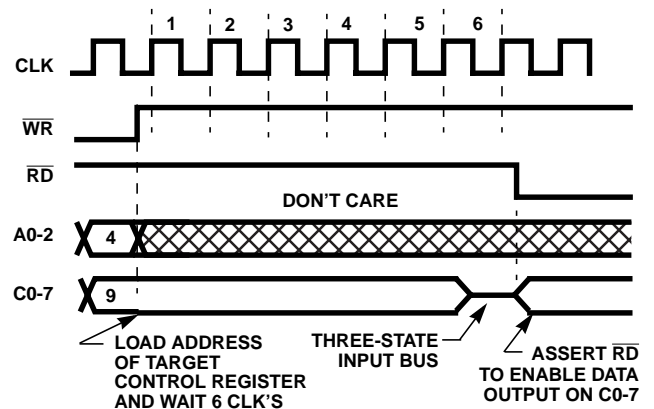 1 2 3 4 5 6
CLK
WR
RD
DON'T CARE
A0-2 4
C0-7 9
LOAD ADDRESS
OF TARGET
CONTROL REGISTER
AND WAIT 6 CLK'S
THREE-STATE
INPUT BUS
ASSERT RD
TO ENABLE DATA
OUTPUT ON C0-7